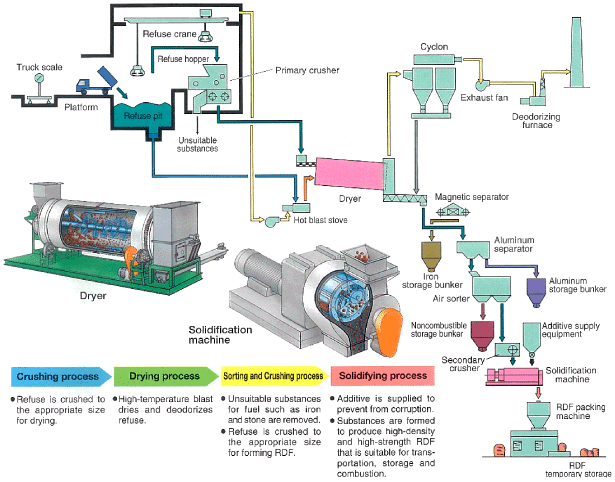 Refuse crane
Truck scale
Refuse hopper
Primary crusher
Platform
Refuse pit
Unsuitable
substances
Cyclon
Exhaust fan
Deodorizing
furnace
Dryer
Hot blast stove
Magnetic separator
Iron
storage bunker
Aluminum
separator
Aluminum
storage bunker
Air sorter
Noncombustible
storage bunker
Additive supply
equipment
Secondary
crusher
Solidification
machine
RDF packing
machine
RDF
temporary storage
Dryer
Solidification
machine
Crushing process
• Refuse is crushed to
the appropriate size
for drying.
Drying process
• High-temperature blast
dries and deodorizes
refuse.
Sorting and Crushing process
• Unsuitable substances
for fuel such as iron
and stone are removed.
• Refuse is crushed to
the appropriate size
for forming RDF.
Solidifying process
• Additive is supplied to
prevent from corruption.
• Substances are formed
to produce high-density
and high-strength RDF
that is suitable for trans-
portation, storage and
combustion.